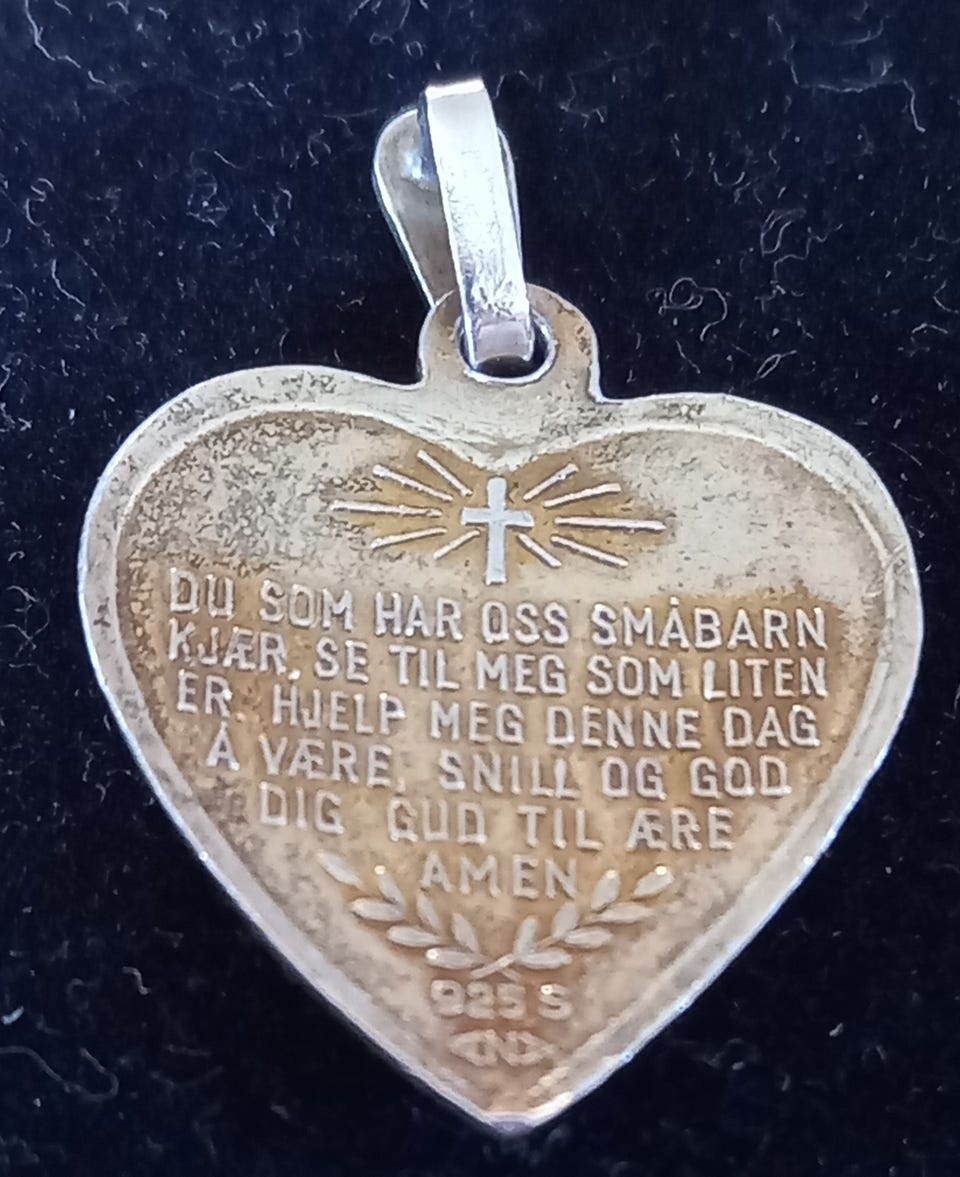 DU SOM HAR OSS SMÅBARN
KJÆR, SE TIL MEG SOM LITEN
ER. HJELP MEG DENNE DAG
Å VÆRE, SNILL OG GOD
DIG GUD TIL ÆRE
AMEN
925 S